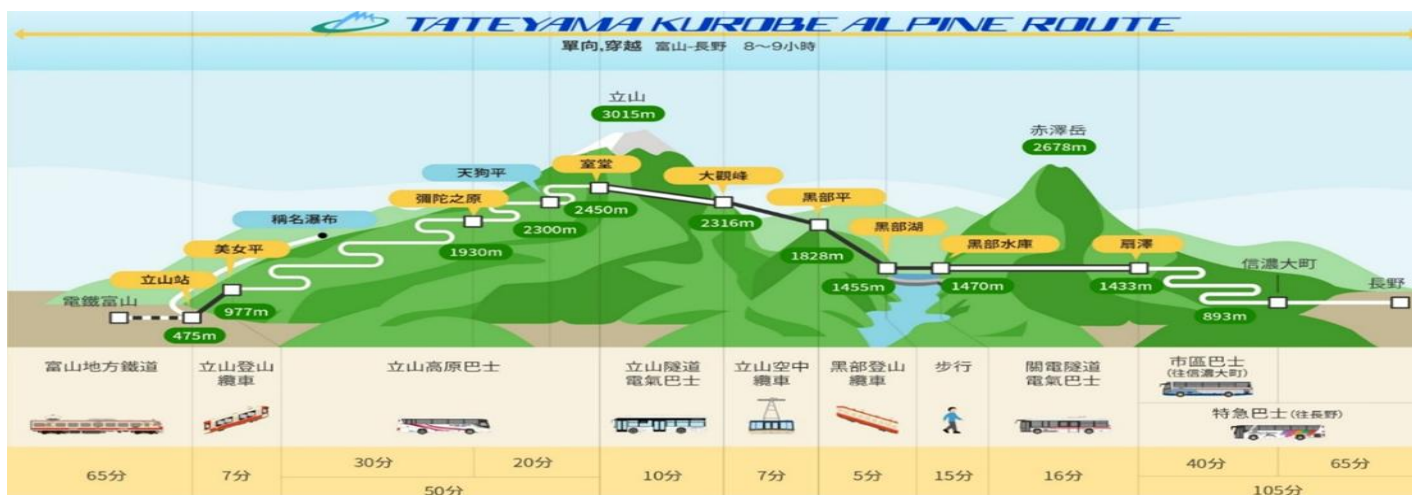 TATEYAMA KUROBE ALPINE ROUTE
單向,穿越 富山-長野 8～9小時
立山
3015m
赤澤岳
2678m
天狗平
室堂
大觀峰
彌陀之原
黑部平
稱名瀑布
2450m
2316m
黑部湖
美女平
2300m
黑部水庫
扇澤
1930m
1828m
信濃大町
立山站
1455m
1470m
1433m
長野
電鐵富山
977m
893m
475m
富山地方鐵道
立山登山
纜車
立山高原巴士
立山隧道
電氣巴士
立山空中
纜車
黑部登山
纜車
步行
關電隧道
電氣巴士
市區巴士
(往信濃大町)
特急巴士(往長野)
65分
7分
30分
20分
50分
10分
7分
5分
15分
16分
40分
65分
105分